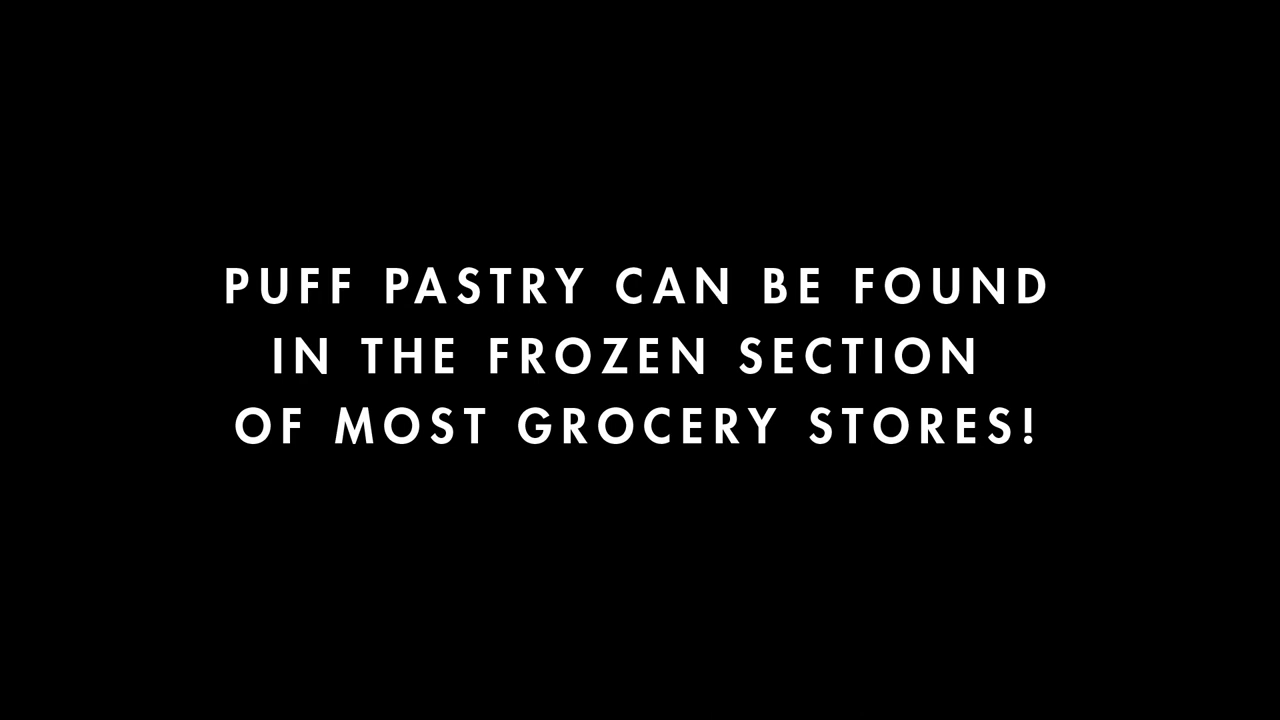 PUFF PASTRY CAN BE FOUND
IN THE FROZEN SECTION
OF MOST GROCERY STORES!